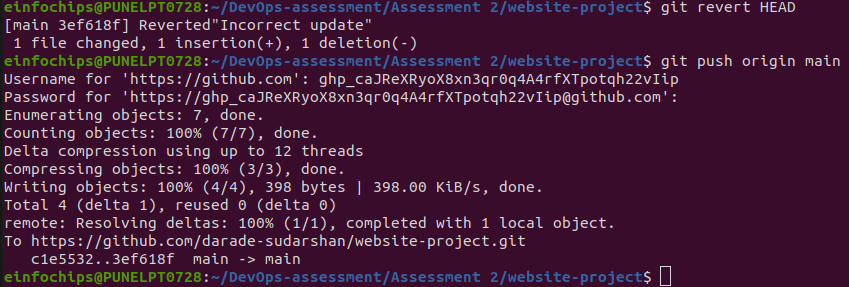 einfochips@PUNELPT0728:~/DevOps-assessment/Assessment 2/website-project$ git revert HEAD
[main 3ef618f] Reverted"Incorrect update"
 1 file changed, 1 insertion(+), 1 deletion(-)
einfochips@PUNELPT0728:~/DevOps-assessment/Assessment 2/website-project$ git push origin main
Username for 'https://github.com': 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
Password for 'https://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@github.com':
Enumerating objects: 7, done.
Counting objects: 100% (7/7), done.
Delta compression using up to 12 threads
Compressing objects: 100% (3/3), done.
Writing objects: 100% (4/4), 398 bytes | 398.00 KiB/s, done.
Total 4 (delta 1), reused 0 (delta 0)
remote: Resolving deltas: 100% (1/1), completed with 1 local object.
To https://github.com/darade-sudarshan/website-project.git
   c1e5532..3ef618f  main -> main
einfochips@PUNELPT0728:~/DevOps-assessment/Assessment 2/website-project$